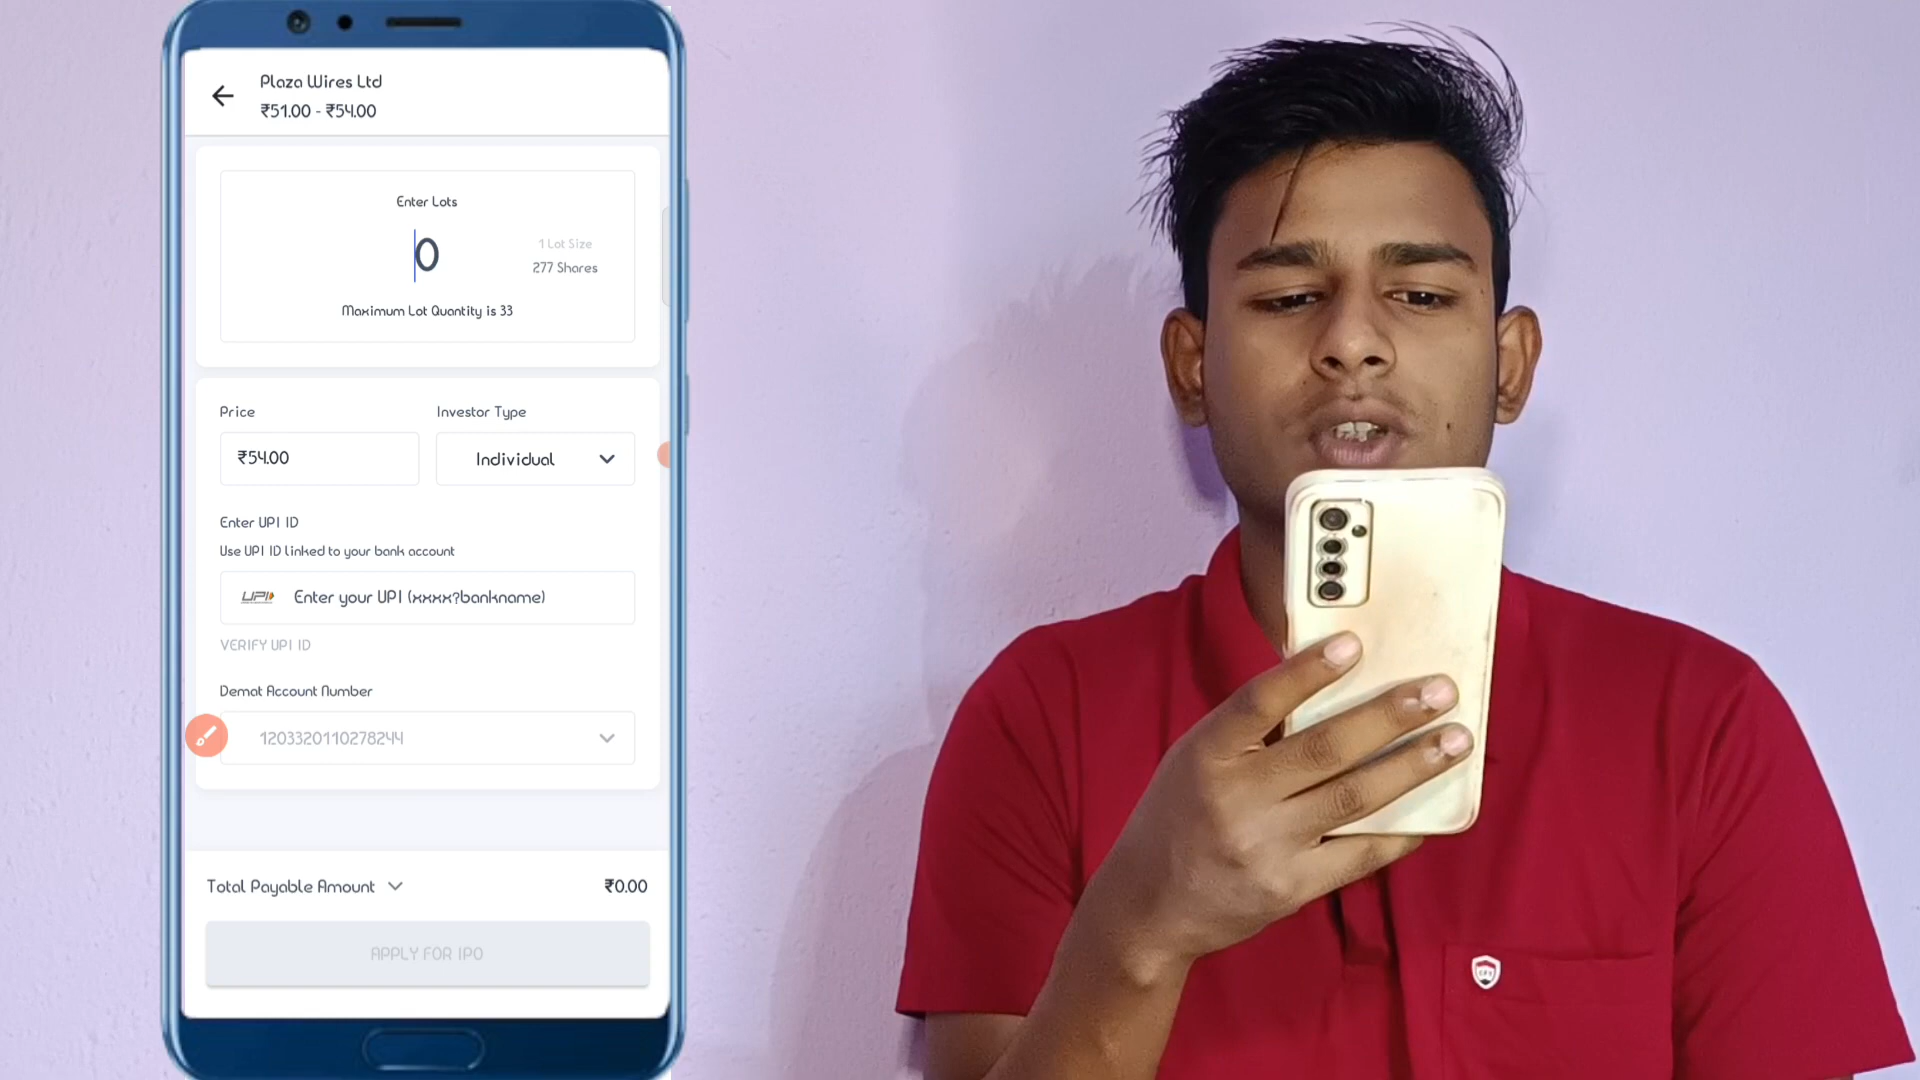 Plaza Wires Ltd
₹51.00 - ₹54.00
Enter Lots
0
1 Lot Size
277 Shares
Maximum Lot Quantity is 33
Price
Investor Type
₹54.00
Individual
Enter UPI ID
Use UPI ID linked to your bank account
UPI Enter your UPI (xxxx?bankname)
VERIFY UPI ID
Demat Account Number
1203320110278244
Total Payable Amount
₹0.00
APPLY FOR IPO